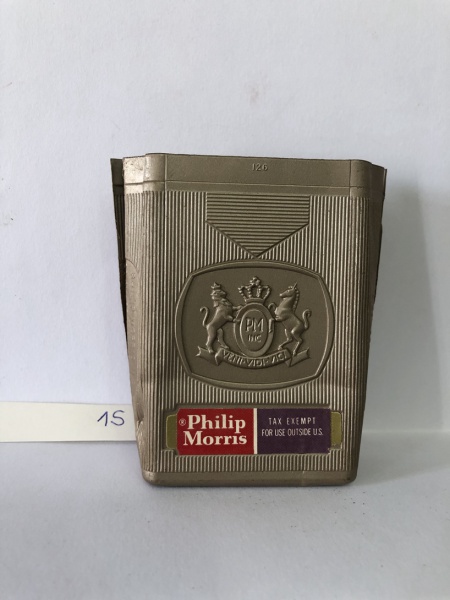 126
PM
INC
VENI·VIDI·VICI
15
® Philip
Morris
TAX EXEMPT
FOR USE OUTSIDE U.S.